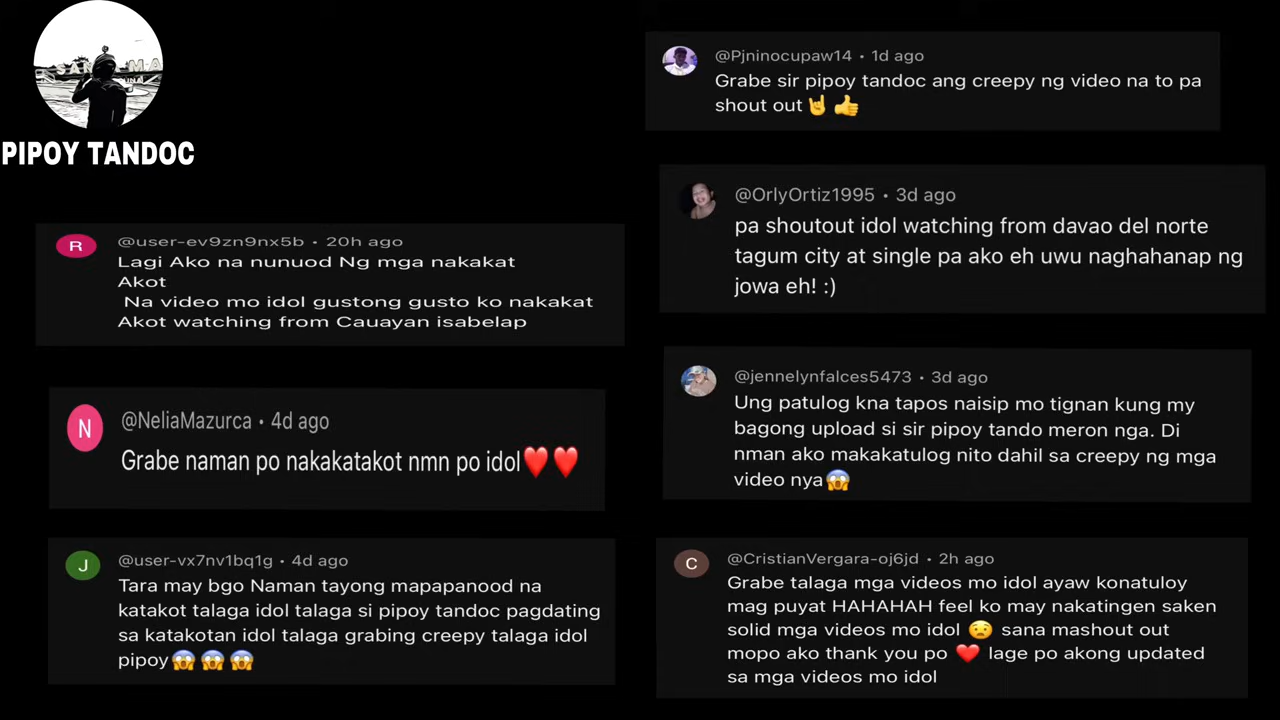 PIPOY TANDOC
@user-ev9zn9nx5b • 20h ago
Lagi Ako na nunuod Ng mga nakakat
Akot
Na video mo idol gustong gusto ko nakakat
Akot watching from Cauayan isabelap
N
@NeliaMazurca • 4d ago
Grabe naman po nakakatakot nmn po idol❤️❤️
J
@user-vx7nv1bq1g • 4d ago
Tara may bgo Naman tayong mapapanood na
katakot talaga idol talaga si pipoy tandoc pagdating
sa katakotan idol talaga grabing creepy talaga idol
pipoy😱😱😱
@Pjninocupaw14 • 1d ago
Grabe sir pipoy tandoc ang creepy ng video na to pa
shout out🤘👍
@OrlyOrtiz1995 • 3d ago
pa shoutout idol watching from davao del norte
tagum city at single pa ako eh uwu naghahanap ng
jowa eh! :)
@jennelynfalces5473 • 3d ago
Ung patulog kna tapos naisip mo tignan kung my
bagong upload si sir pipoy tando meron nga. Di
nman ako makakatulog nito dahil sa creepy ng mga
video nya😱
C
@CristianVergara-oj6jd • 2h ago
Grabe talaga mga videos mo idol ayaw konatuloy
mag puyat HAHAHAH feel ko may nakatingen saken
solid mga videos mo idol 😧 sana mashout out
mopo ako thank you po ❤️ lage po akong updated
sa mga videos mo idol